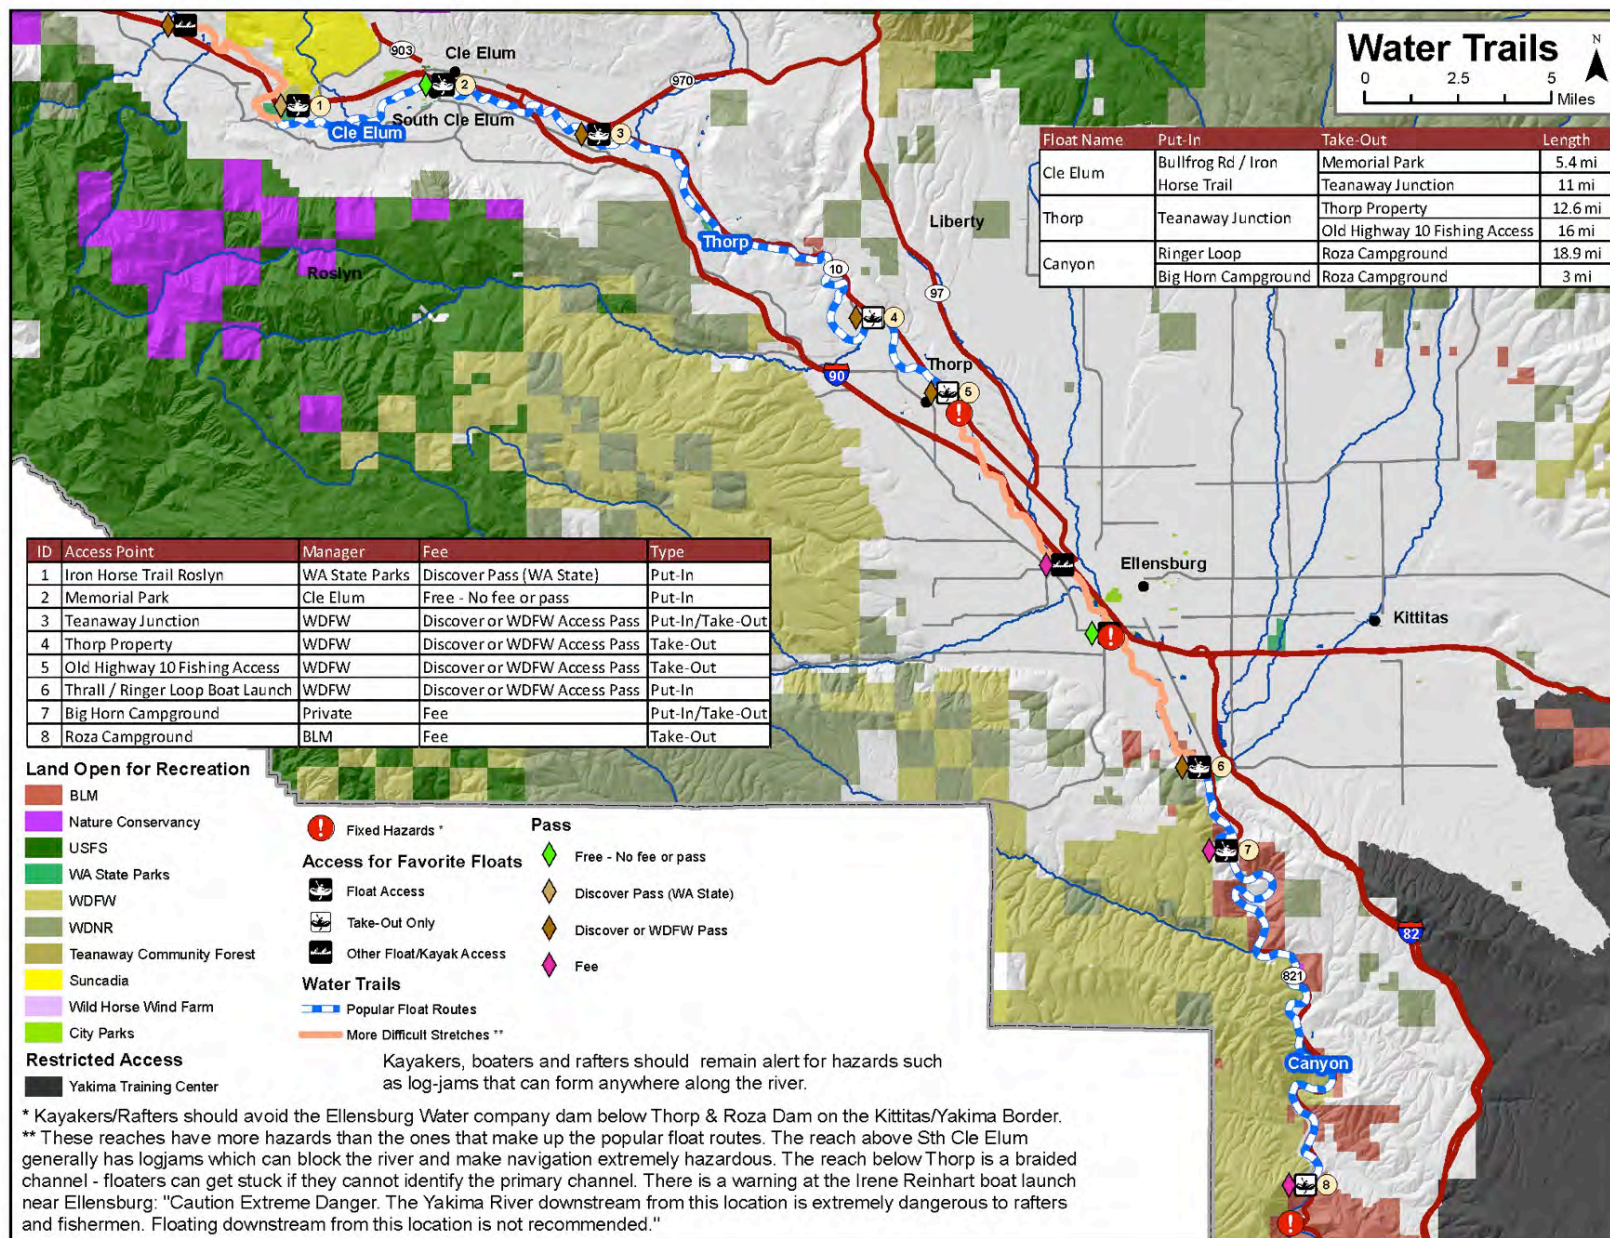 Water Trails
N
0 2.5 5
Miles
903
Cle Elum
970
1
2
3
South Cle Elum
Cle Elum
Float Name Put-In Take-Out Length
Cle Elum Bullfrog Rd / Iron Horse Trail Memorial Park 5.4 mi
Teanaway Junction 11 mi
Thorp Teanaway Junction Thorp Property 12.6 mi
Old Highway 10 Fishing Access 16 mi
Canyon Ringer Loop Roza Campground 18.9 mi
Big Horn Campground Roza Campground 3 mi
Liberty
Thorp
Roslyn
10
97
4
90
Thorp
5
!
Ellensburg
Kittitas
!
6
7
82
821
Canyon
8
!
ID Access Point Manager Fee Type
1 Iron Horse Trail Roslyn WA State Parks Discover Pass (WA State) Put-In
2 Memorial Park Cle Elum Free - No fee or pass Put-In
3 Teanaway Junction WDFW Discover or WDFW Access Pass Put-In/Take-Out
4 Thorp Property WDFW Discover or WDFW Access Pass Take-Out
5 Old Highway 10 Fishing Access WDFW Discover or WDFW Access Pass Take-Out
6 Thrall / Ringer Loop Boat Launch WDFW Discover or WDFW Access Pass Put-In
7 Big Horn Campground Private Fee Put-In/Take-Out
8 Roza Campground BLM Fee Take-Out
Land Open for Recreation
BLM
Nature Conservancy
USFS
WA State Parks
WDFW
WDNR
Teanaway Community Forest
Suncadia
Wild Horse Wind Farm
City Parks
Restricted Access
Yakima Training Center
! Fixed Hazards *
Access for Favorite Floats
Float Access
Take-Out Only
Other Float/Kayak Access
Water Trails
Popular Float Routes
More Difficult Stretches **
Pass
Free - No fee or pass
Discover Pass (WA State)
Discover or WDFW Pass
Fee
Kayakers, boaters and rafters should remain alert for hazards such
as log-jams that can form anywhere along the river.
* Kayakers/Rafters should avoid the Ellensburg Water company dam below Thorp & Roza Dam on the Kittitas/Yakima Border.
** These reaches have more hazards than the ones that make up the popular float routes. The reach above Sth Cle Elum
generally has logjams which can block the river and make navigation extremely hazardous. The reach below Thorp is a braided
channel - floaters can get stuck if they cannot identify the primary channel. There is a warning at the Irene Reinhart boat launch
near Ellensburg: "Caution Extreme Danger. The Yakima River downstream from this location is extremely dangerous to rafters
and fishermen. Floating downstream from this location is not recommended."